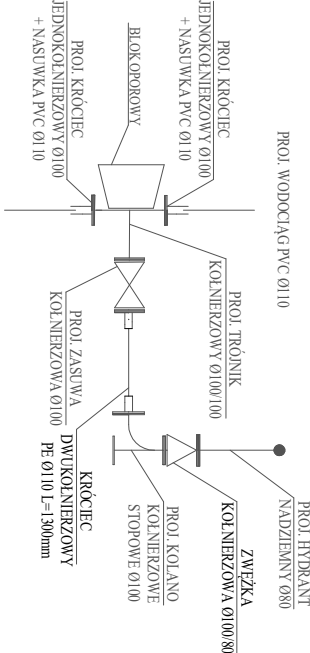 PROJ. WODOCIĄG PVC Ø110
PROJ. HYDRANT
NADZIEMNY Ø80
PROJ. KRÓCIEC
JEDNOKOŁNIERZOWY Ø100
+ NASUWKA PVC Ø110
PROJ. TRÓJNIK
KOŁNIERZOWY Ø100/100
ZWĘŻKA
KOŁNIERZOWA Ø100/80
BLOK OPOROWY
PROJ. KOLANO
KOŁNIERZOWE
STOPOWE Ø100
PROJ. KRÓCIEC
JEDNOKOŁNIERZOWY Ø100
+ NASUWKA PVC Ø110
PROJ. ZASUWA
KOŁNIERZOWA Ø100
KRÓCIEC
DWUKOŁNIERZOWY
PE Ø110 L=1300mm